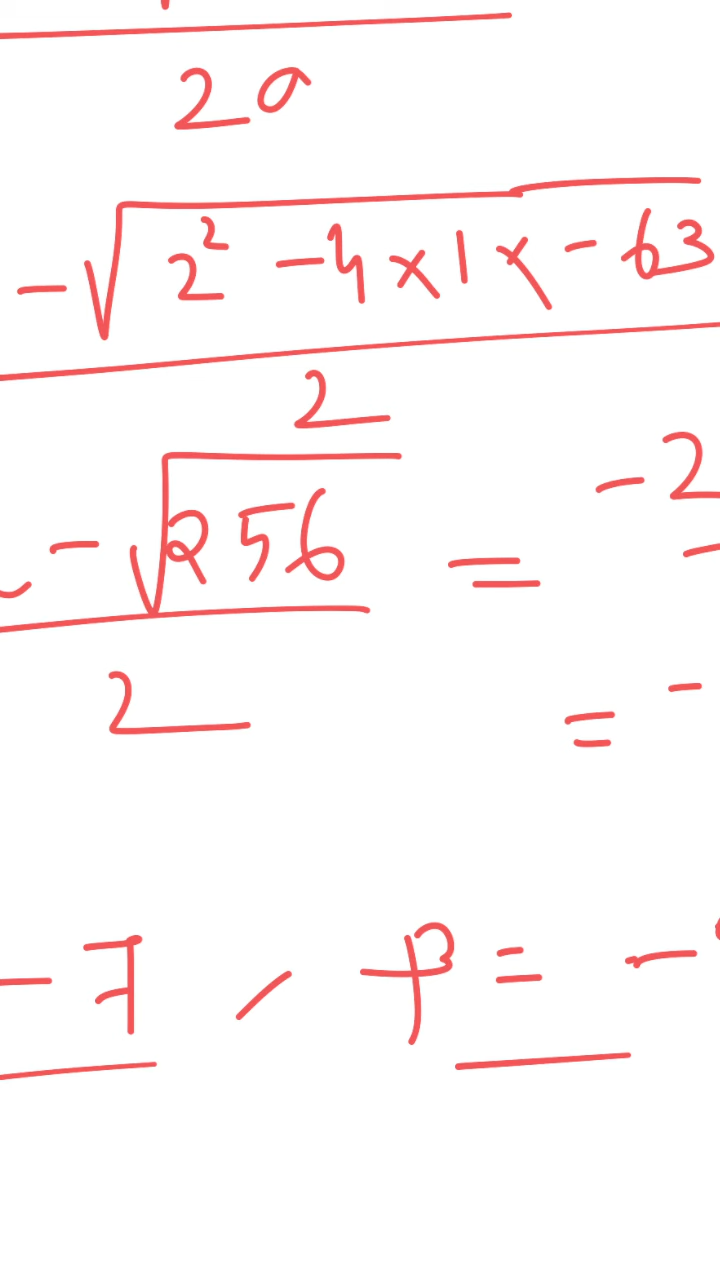 2a
-√2² - 4 × 1 × - 63
2
- √256 = - 2
2
= -
- 7 , β = -